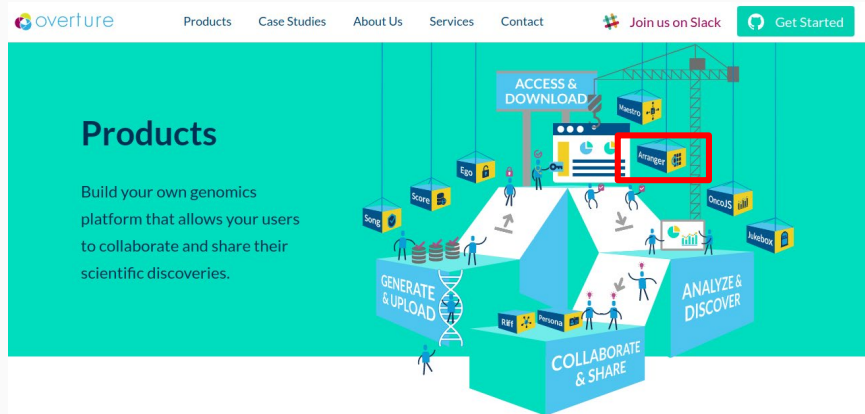 overture
Products
Case Studies
About Us
Services
Contact
Join us on Slack
Get Started
Products
Build your own genomics
platform that allows your users
to collaborate and share their
scientific discoveries.
ACCESS &
DOWNLOAD
Maestro
Arranger
Ego
Score
Song
OncoJS
Jukebox
GENERATE
& UPLOAD
ANALYZE &
DISCOVER
Riff
Persona
COLLABORATE
& SHARE